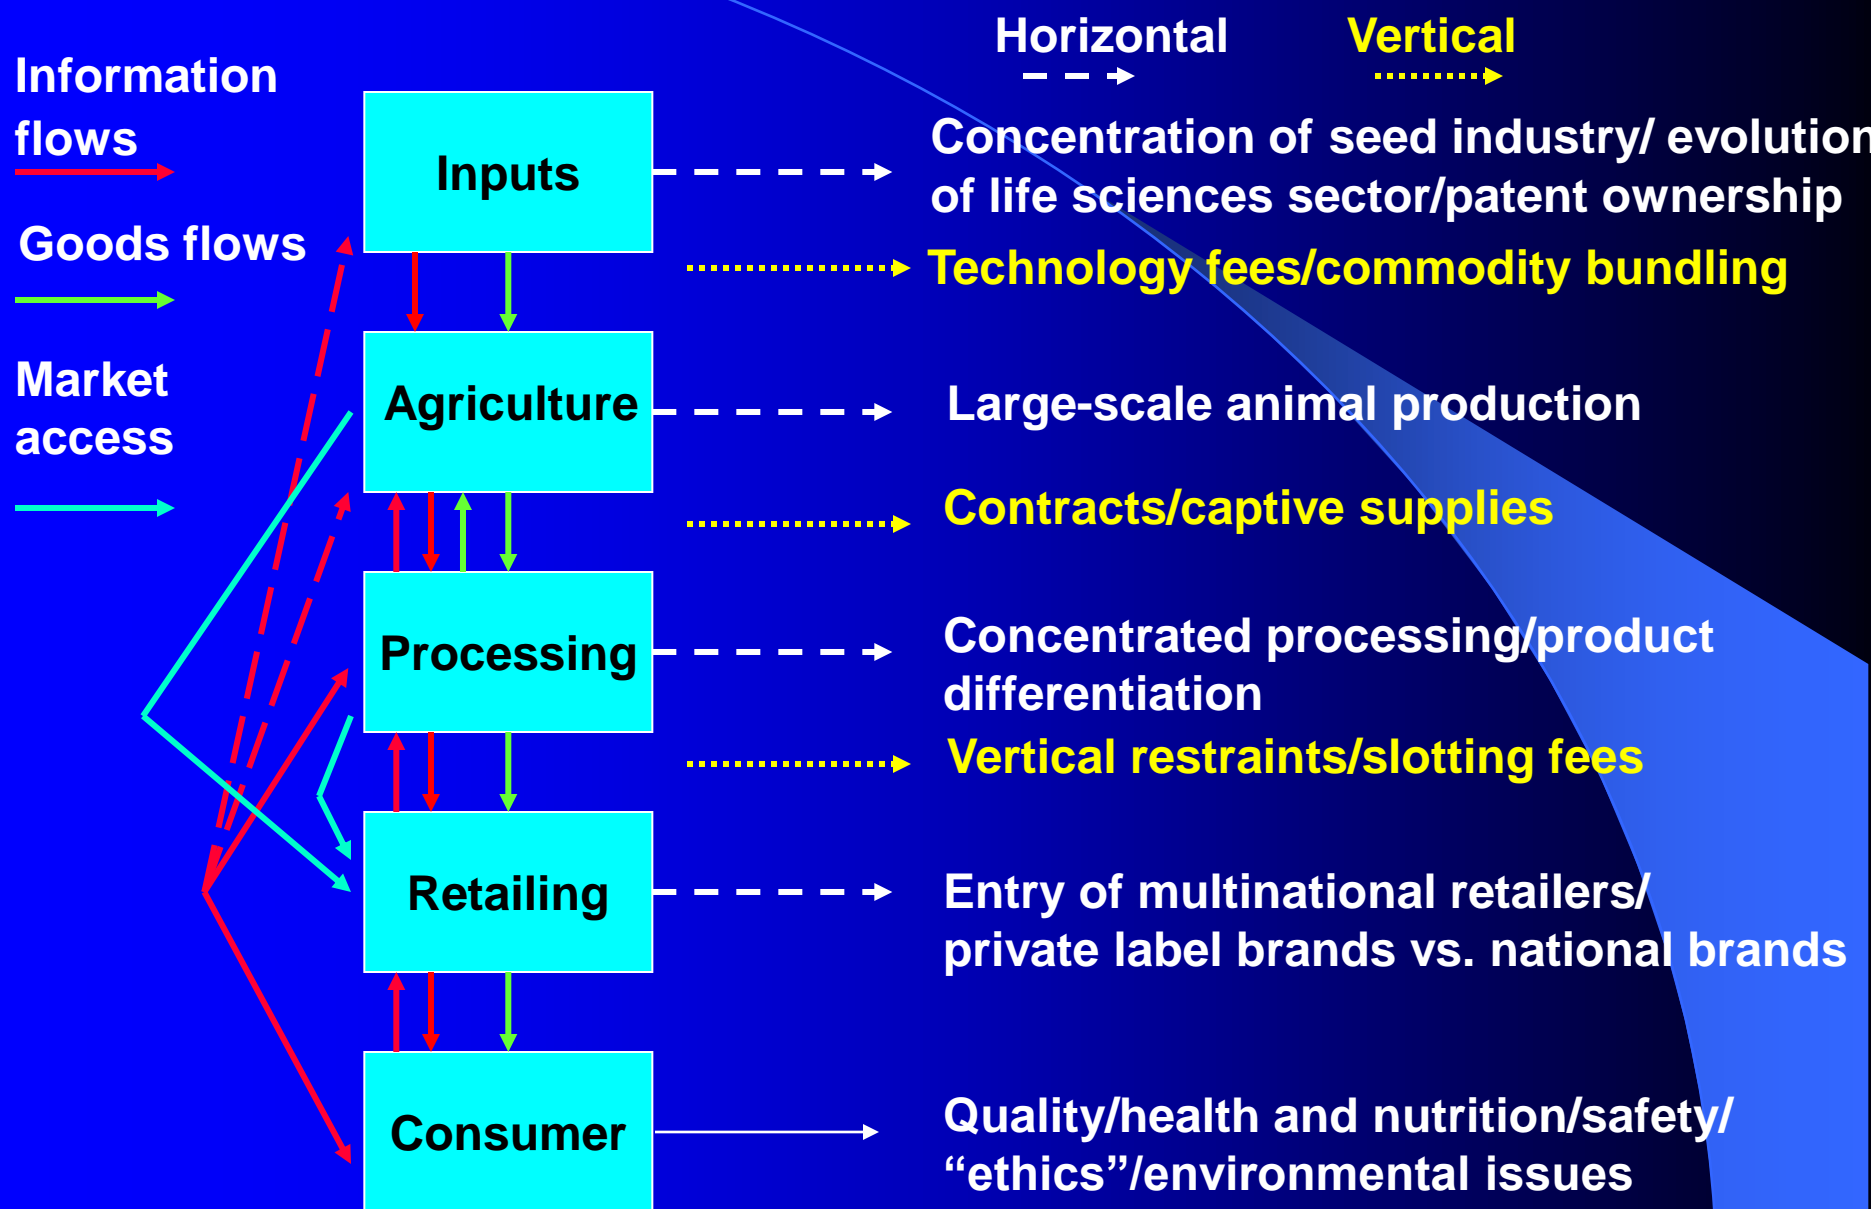 Horizontal
Vertical
Information
flows
Goods flows
Market
access
Inputs
Concentration of seed industry/ evolution
of life sciences sector/patent ownership
Technology fees/commodity bundling
Agriculture
Large-scale animal production
Contracts/captive supplies
Processing
Concentrated processing/product
differentiation
Vertical restraints/slotting fees
Retailing
Entry of multinational retailers/
private label brands vs. national brands
Consumer
Quality/health and nutrition/safety/
“ethics”/environmental issues